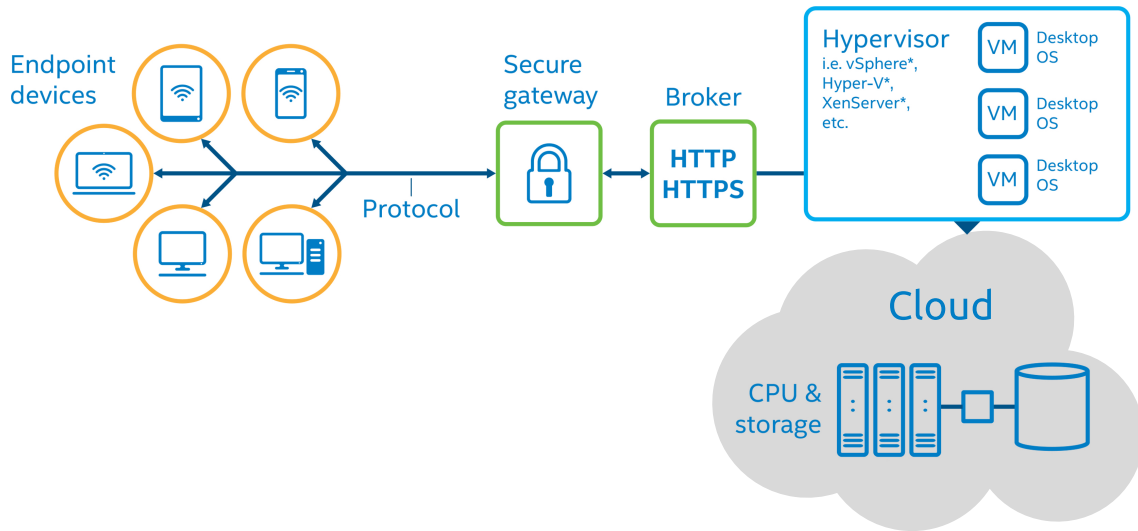 Endpoint
devices
Protocol
Secure
gateway
Broker
HTTP
HTTPS
Hypervisor
i.e. vSphere*,
Hyper-V*,
XenServer*,
etc.
VM
Desktop
OS
VM
Desktop
OS
VM
Desktop
OS
Cloud
CPU &
storage